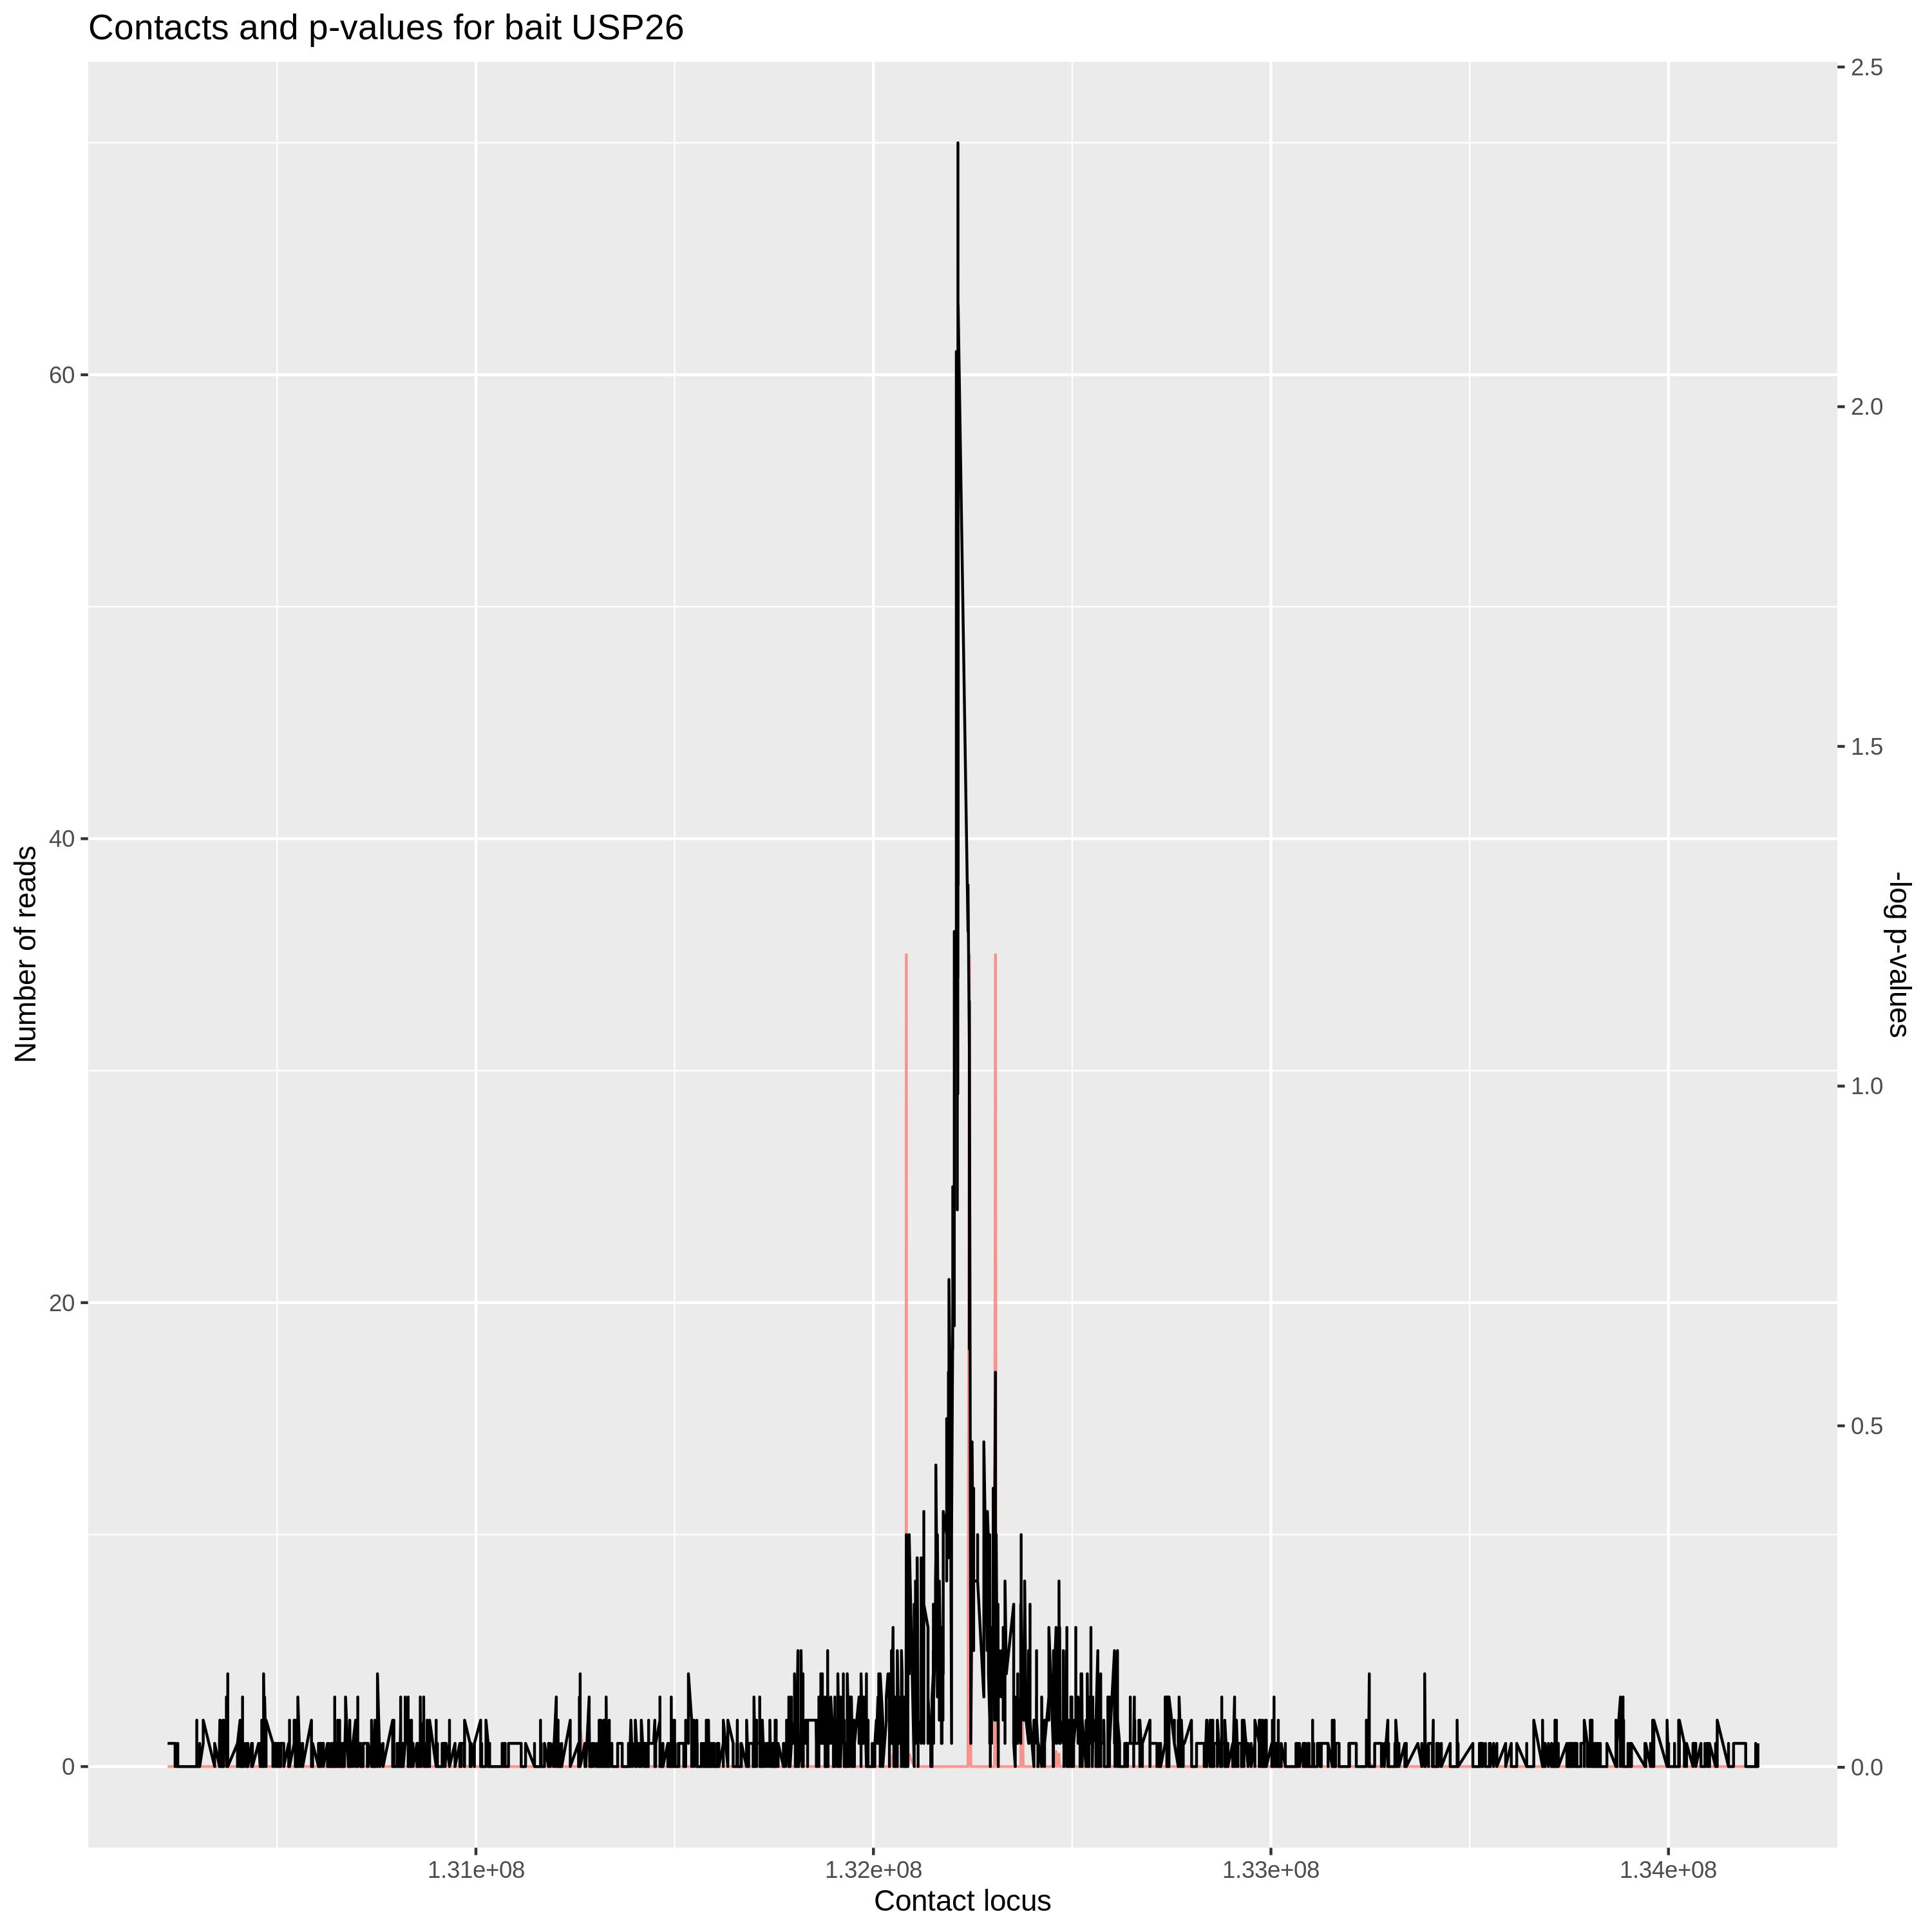 Contacts and p-values for bait USP26
2.5
60
2.0
1.5
40
Number of reads
-log p-values
1.0
20
0.5
0
0.0
1.31e+08
1.32e+08
1.33e+08
1.34e+08
Contact locus